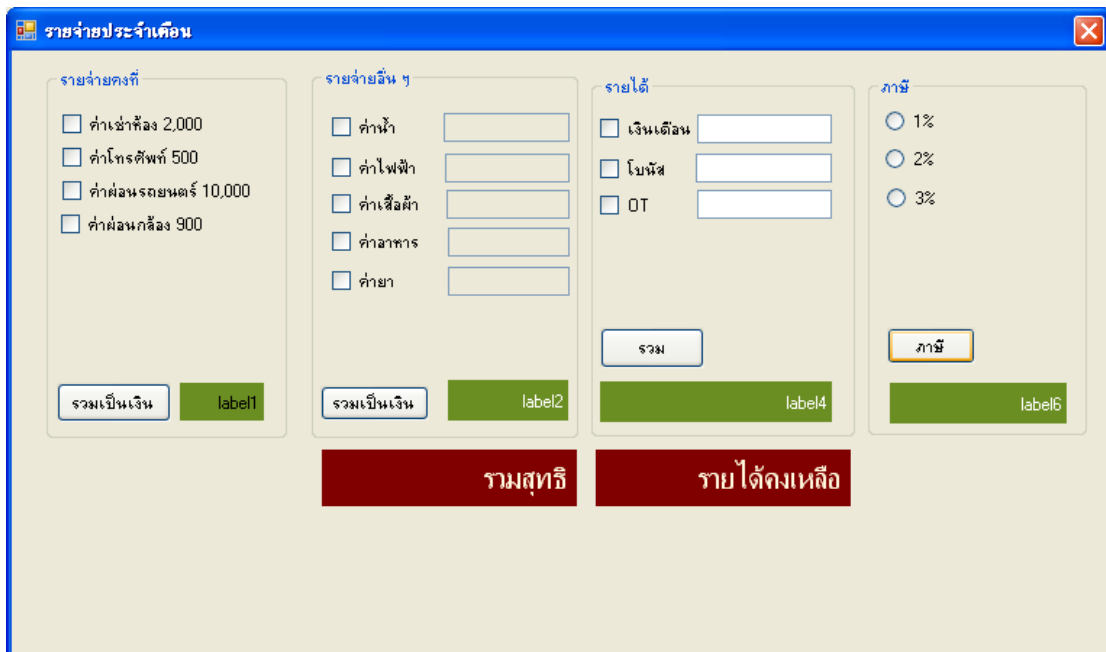 รายจ่ายประจำเดือน
รายจ่ายคงที่
ค่าเช่าห้อง 2,000
ค่าโทรศัพท์ 500
ค่าผ่อนรถยนตร์ 10,000
ค่าผ่อนกล้อง 900
รวมเป็นเงิน
label1
รายจ่ายอื่น ๆ
ค่าน้ำ
ค่าไฟฟ้า
ค่าเสื้อผ้า
ค่าอาหาร
ค่ายา
รวมเป็นเงิน
label2
รายได้
เงินเดือน
โบนัส
OT
รวม
label4
ภาษี
1%
2%
3%
ภาษี
label6
รวมสุทธิ
รายได้คงเหลือ